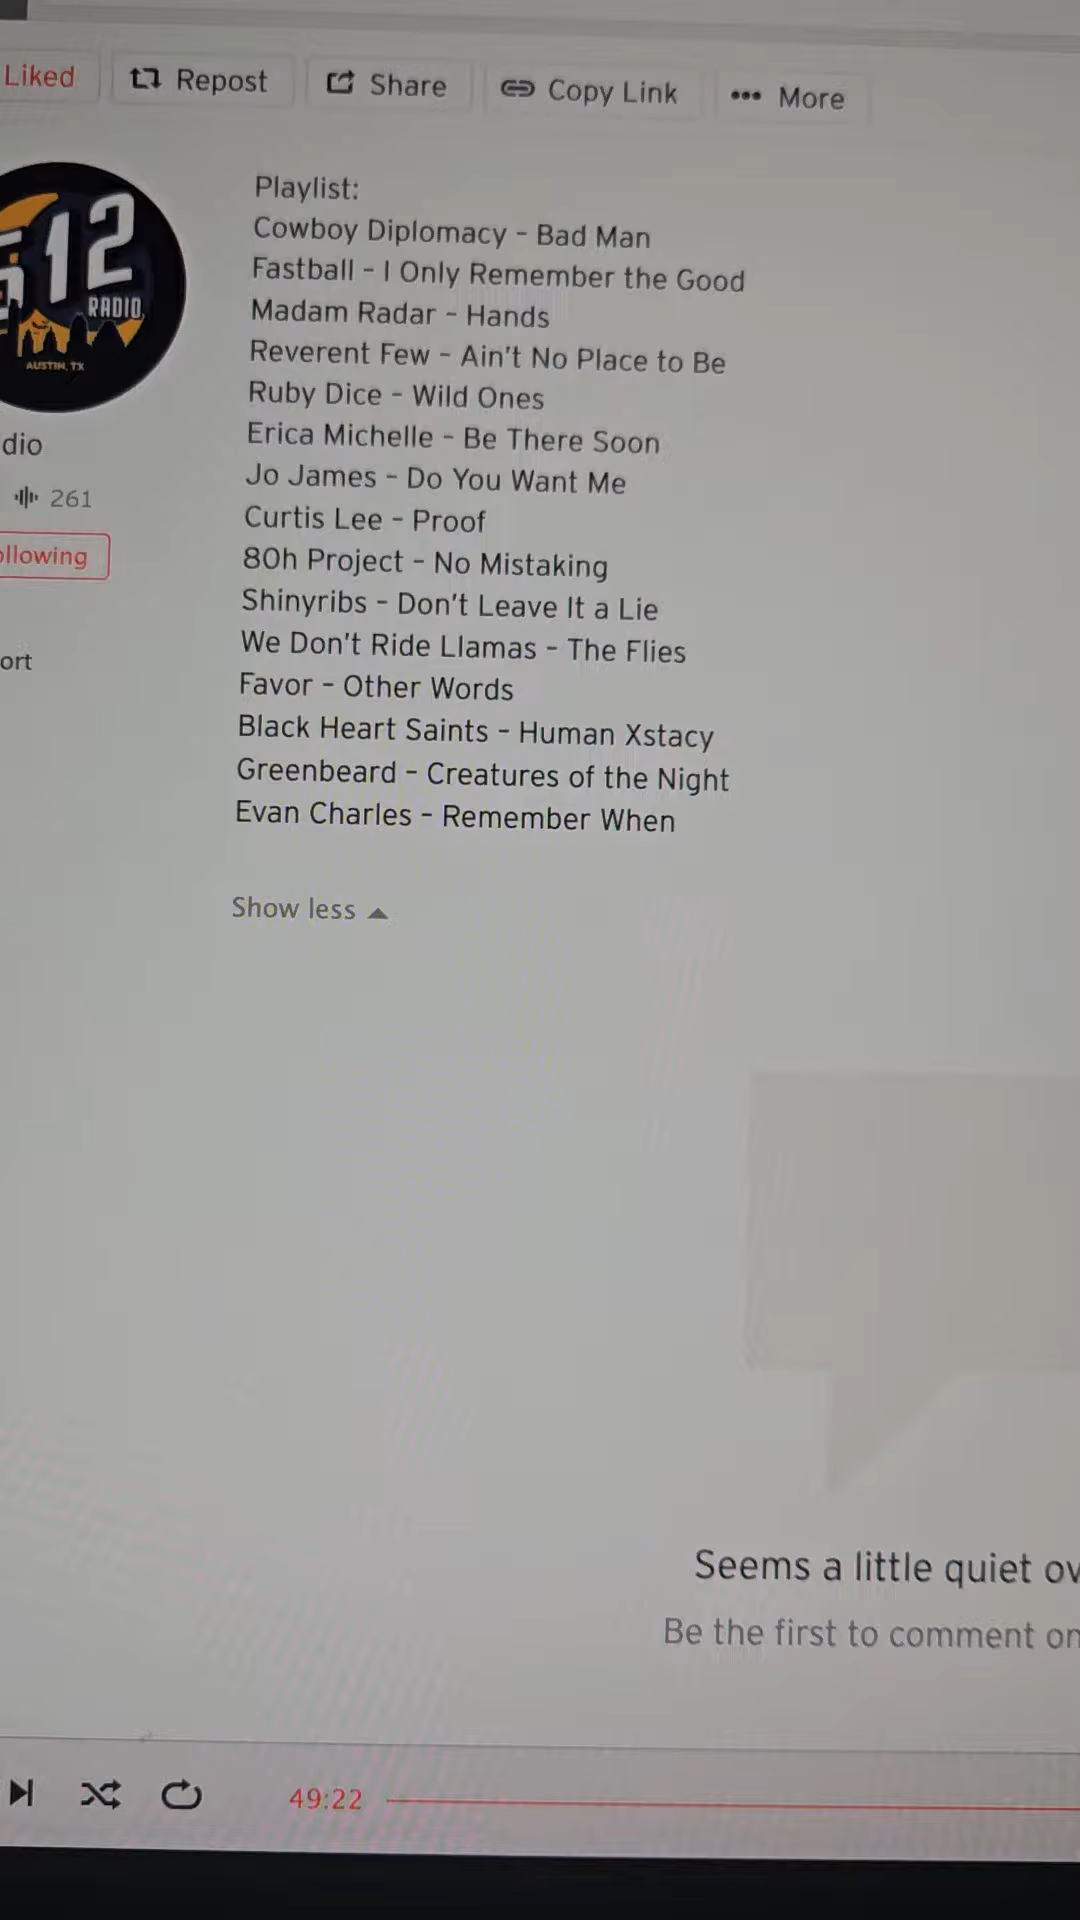 Liked
Repost
Share
Copy Link
More
512
RADIO
AUSTIN, TX
261
Playlist:
Cowboy Diplomacy - Bad Man
Fastball - I Only Remember the Good
Madam Radar - Hands
Reverent Few - Ain't No Place to Be
Ruby Dice - Wild Ones
Erica Michelle - Be There Soon
Jo James - Do You Want Me
Curtis Lee - Proof
80h Project - No Mistaking
Shinyribs - Don't Leave It a Lie
We Don't Ride Llamas - The Flies
Favor - Other Words
Black Heart Saints - Human Xstacy
Greenbeard - Creatures of the Night
Evan Charles - Remember When
Show less
Seems a little quiet
Be the first to comment on
49:22